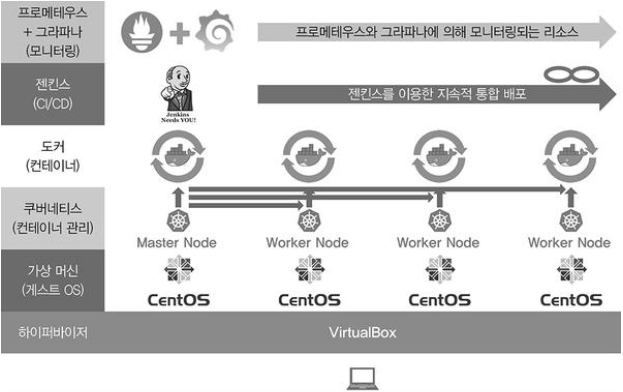 프로메테우스
+ 그라파나
(모니터링)
프로메테우스와 그라파나에 의해 모니터링되는 리소스
젠킨스
(CI/CD)
Jenkins
Needs YOU!
젠킨스를 이용한 지속적 통합 배포
도커
(컨테이너)
쿠버네티스
(컨테이너 관리)
Master Node
Worker Node
Worker Node
Worker Node
가상 머신
(게스트 OS)
CentOS
CentOS
CentOS
CentOS
하이퍼바이저
VirtualBox